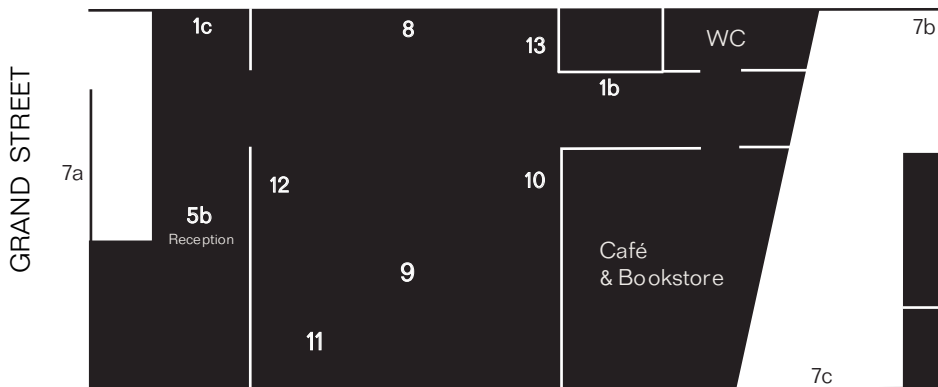 1c
8
13
WC
7b
1b
GRAND STREET
7a
12
10
5b
Reception
9
Café
& Bookstore
11
7c